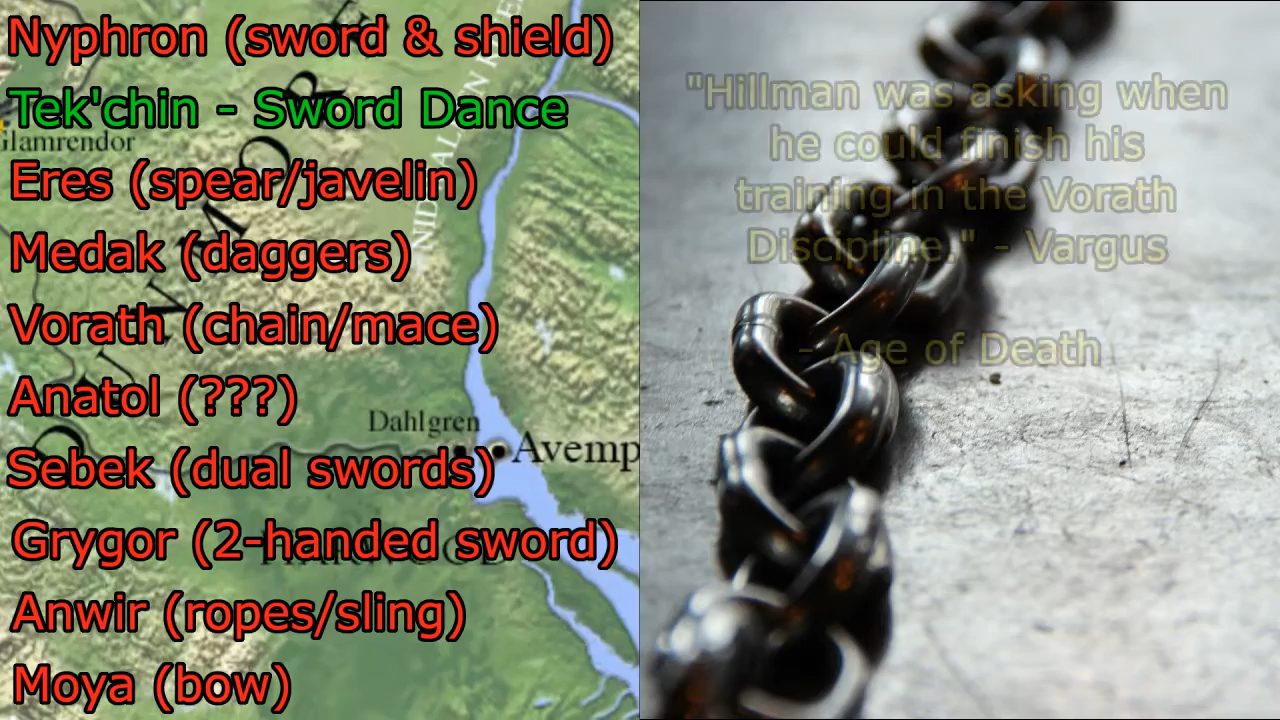 Nyphron (sword & shield)
Tek'chin - Sword Dance
Glamrendor
Eres (spear/javelin)
Medak (daggers)
Vorath (chain/mace)
Anatol (???)
Dahlgren
Avemp
Sebek (dual swords)
Grygor (2-handed sword)
Anwir (ropes/sling)
Moya (bow)
"Hillman was asking when
he could finish his
training in the Vorath
Discipline." - Vargus
- Age of Death